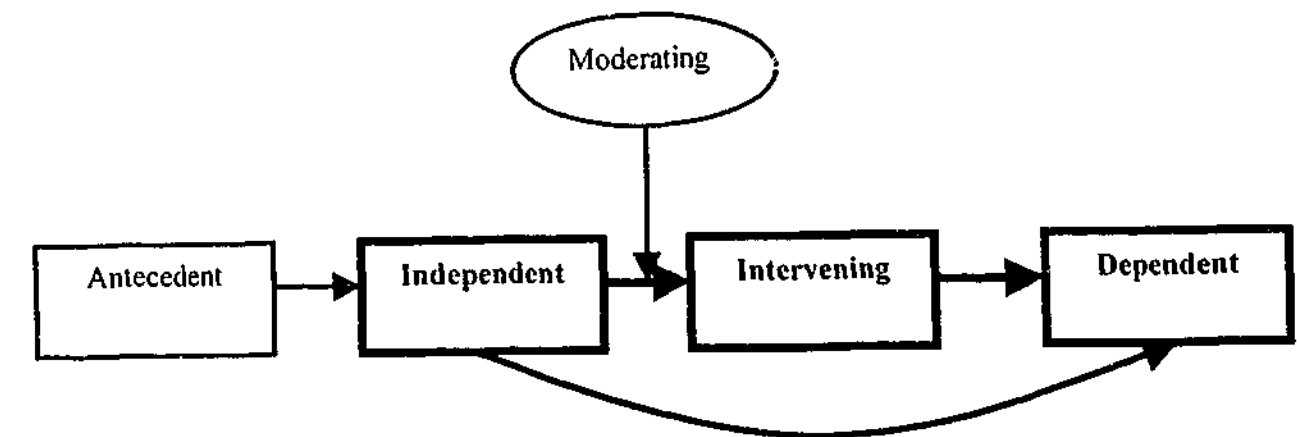 Moderating
Antecedent
Independent
Intervening
Dependent